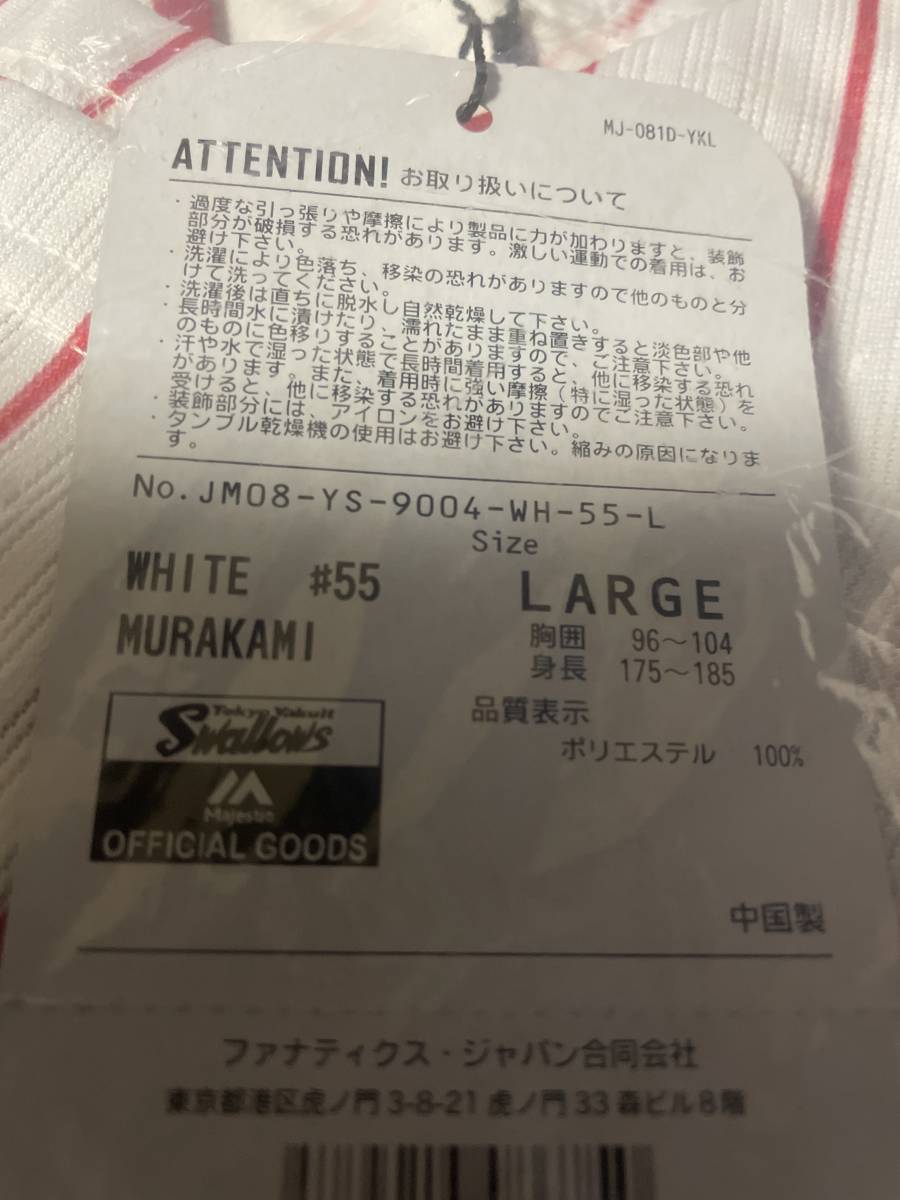 MJ-081D-YKL
ATTENTION! お取り扱いについて
・過度な引っ張りや摩擦により製品に力が加わりますと、装飾
部分が破損する恐れがあります。激しい運動での着用は、お
避け下さい。
・洗濯により色落ち、移染の恐れがありますので他のものと分
けて洗ってください。
・洗濯後は直ちに脱水し自然乾燥して下さい。
・長時間水に漬けたり、濡れたまま重ね置きすると淡色部や他
のものに色移りすることがありますので、ご注意下さい。
・汗や水で湿った状態で長時間着用すると、他に移染する恐れ
があります。また、着用時に強い摩擦(特に湿った状態)を
受けると、他に移染する恐れがありますのでご注意下さい。
・装飾部分には、アイロンをお避け下さい。
・タンブル乾燥機の使用はお避け下さい。縮みの原因になりま
す。
No.JM08-YS-9004-WH-55-L
Size
WHITE #55 LARGE
MURAKAMI
胸囲 96～104
身長 175～185
品質表示
ポリエステル 100%
Tokyo Yakult
Swallows
Majestic
OFFICIAL GOODS
中国製
ファナティクス・ジャパン合同会社
東京都港区虎ノ門3-8-21 虎ノ門33森ビル8階